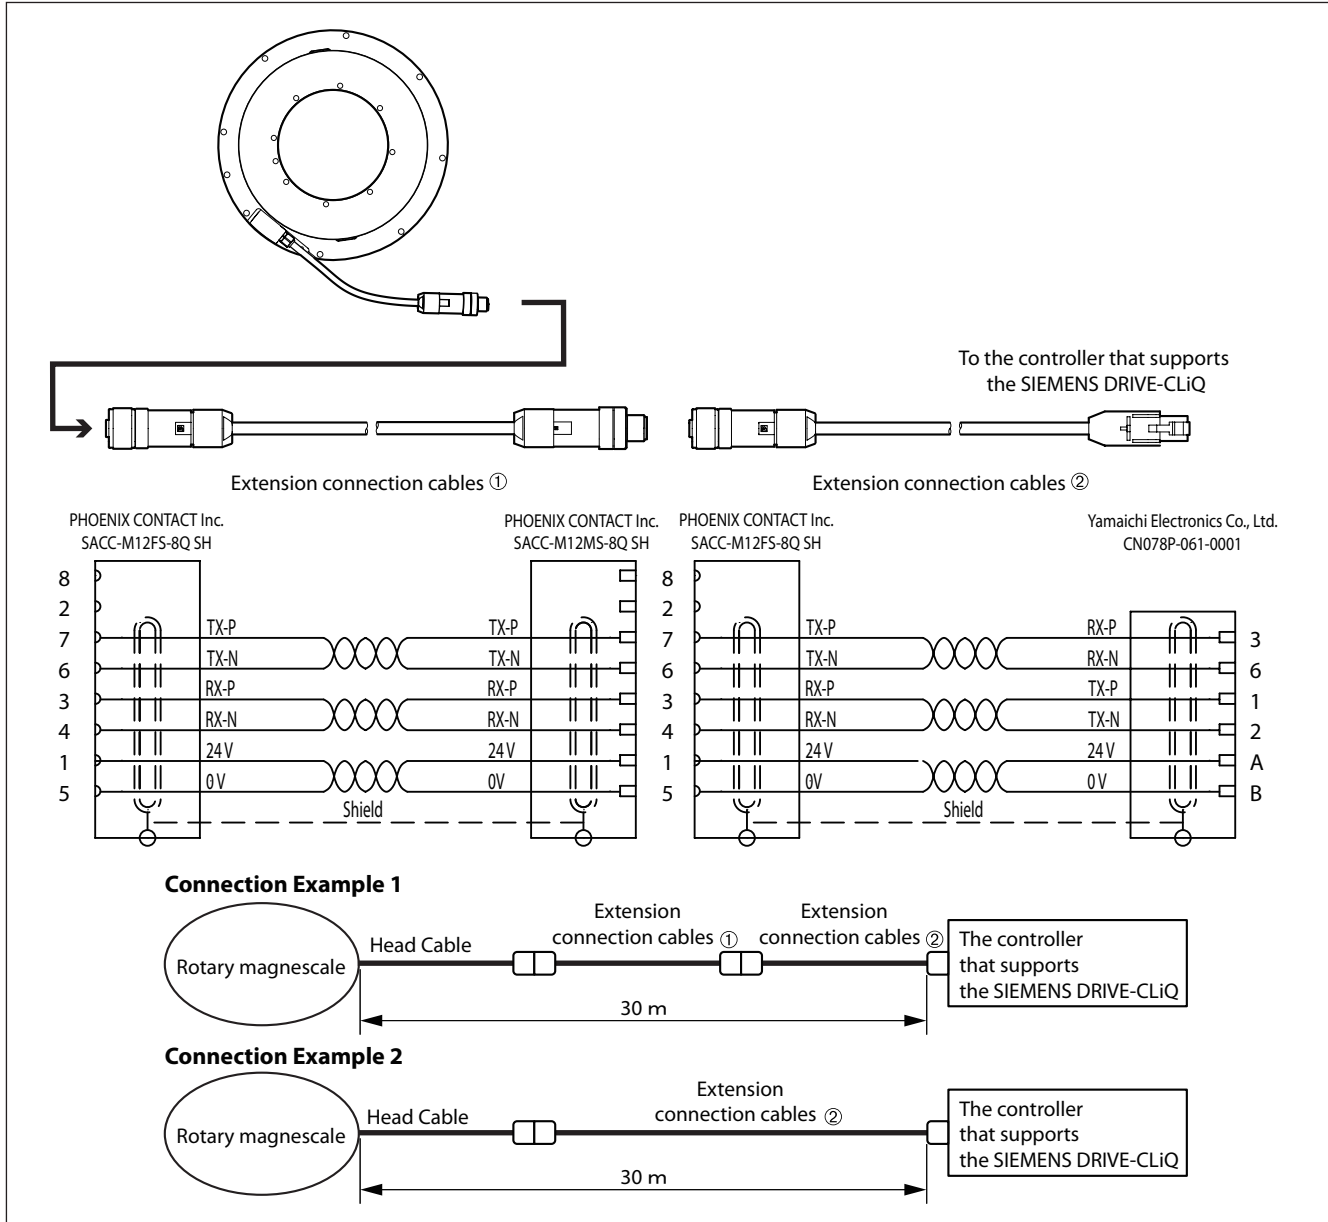 To the controller that supports
the SIEMENS DRIVE-CLiQ
Extension connection cables ①
Extension connection cables ②
PHOENIX CONTACT Inc.
SACC-M12FS-8Q SH
PHOENIX CONTACT Inc.
SACC-M12MS-8Q SH
PHOENIX CONTACT Inc.
SACC-M12FS-8Q SH
Yamaichi Electronics Co., Ltd.
CN078P-061-0001
8 8
2 2
7 TX-P TX-P 7 TX-P RX-P 3
6 TX-N TX-N 6 TX-N RX-N 6
3 RX-P RX-P 3 RX-P TX-P 1
4 RX-N RX-N 4 RX-N TX-N 2
1 24 V 24 V 1 24 V 24 V A
5 0 V 0V 5 0V 0 V B
Shield Shield
Connection Example 1
Rotary magnescale
Head Cable
Extension
connection cables ①
Extension
connection cables ②
The controller
that supports
the SIEMENS DRIVE-CLiQ
30 m
Connection Example 2
Rotary magnescale
Head Cable
Extension
connection cables ②
The controller
that supports
the SIEMENS DRIVE-CLiQ
30 m